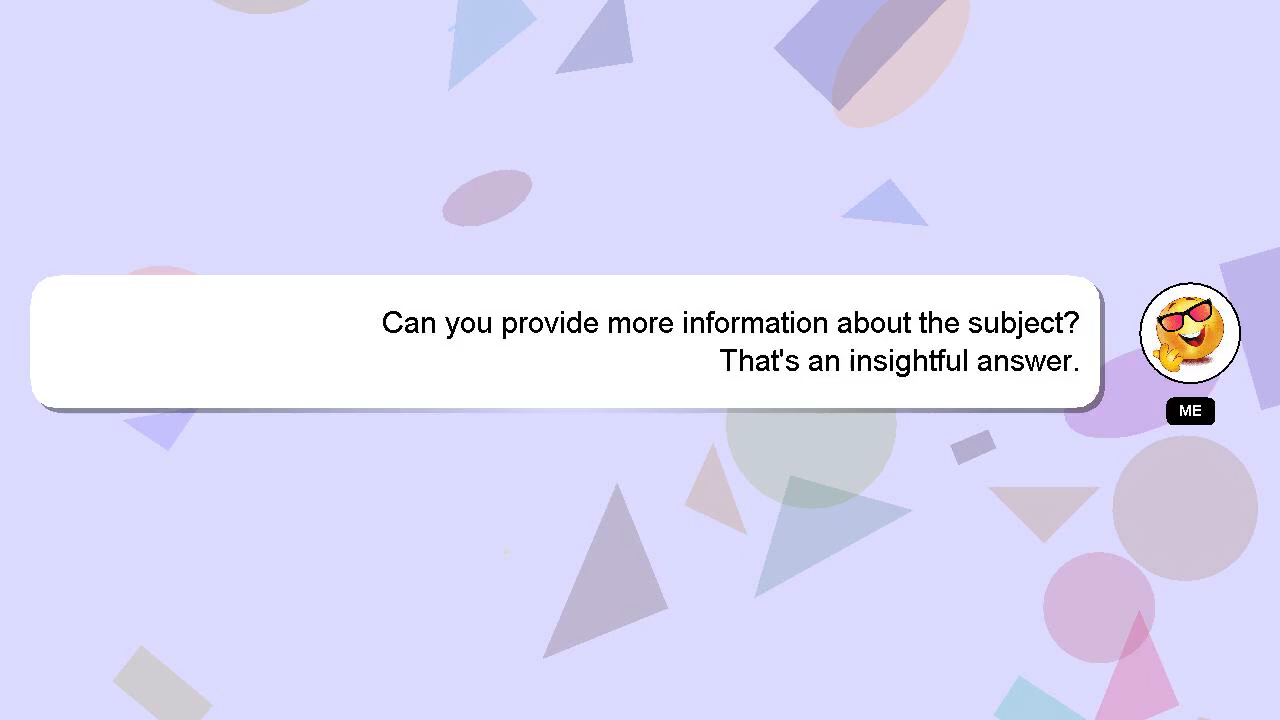 Can you provide more information about the subject?
That's an insightful answer.
ME